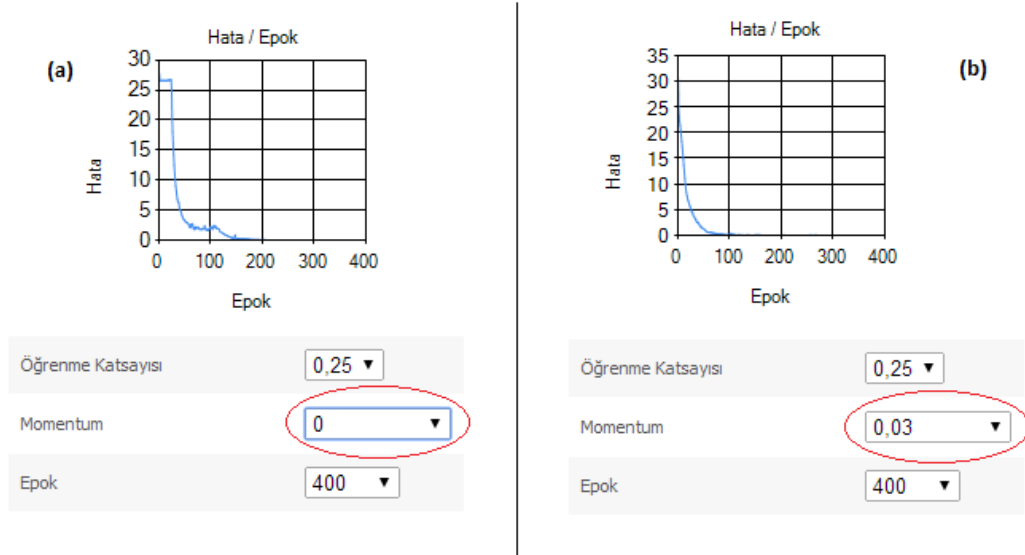 Hata / Epok
(a)
30
25
20
15
10
5
0
Hata
0 100 200 300 400
Epok
Öğrenme Katsayısı 0,25
Momentum 0
Epok 400
Hata / Epok
(b)
35
30
25
20
15
10
5
0
Hata
0 100 200 300 400
Epok
Öğrenme Katsayısı 0,25
Momentum 0,03
Epok 400